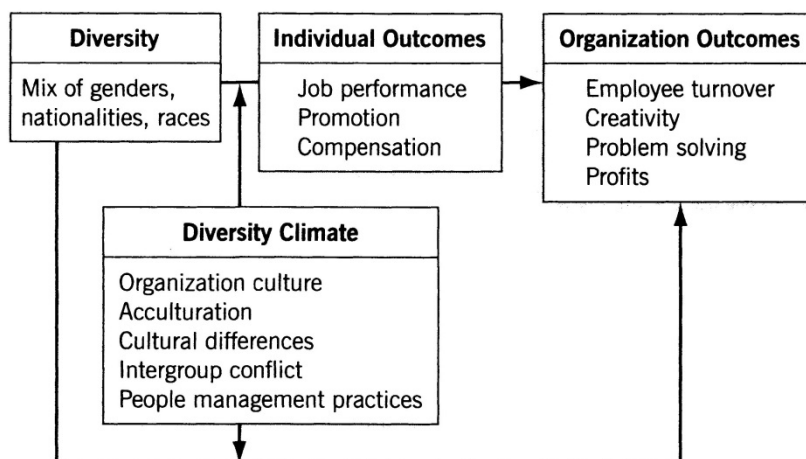 Diversity
Mix of genders,
nationalities, races
Individual Outcomes
Job performance
Promotion
Compensation
Organization Outcomes
Employee turnover
Creativity
Problem solving
Profits
Diversity Climate
Organization culture
Acculturation
Cultural differences
Intergroup conflict
People management practices